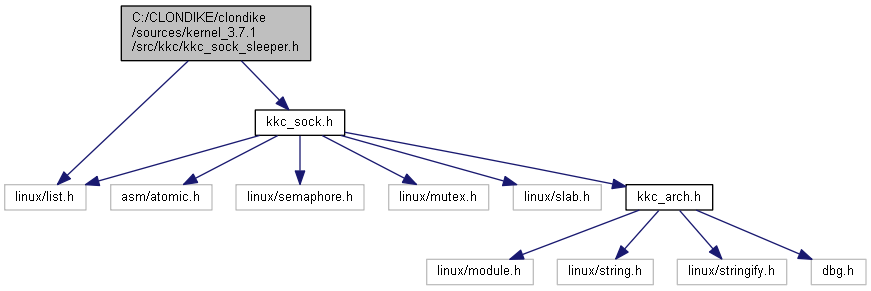 C:/CLONDIKE/clondike
/sources/kernel_3.7.1
/src/kkc/kkc_sock_sleeper.h
kkc_sock.h
linux/list.h
asm/atomic.h
linux/semaphore.h
linux/mutex.h
linux/slab.h
kkc_arch.h
linux/module.h
linux/string.h
linux/stringify.h
dbg.h